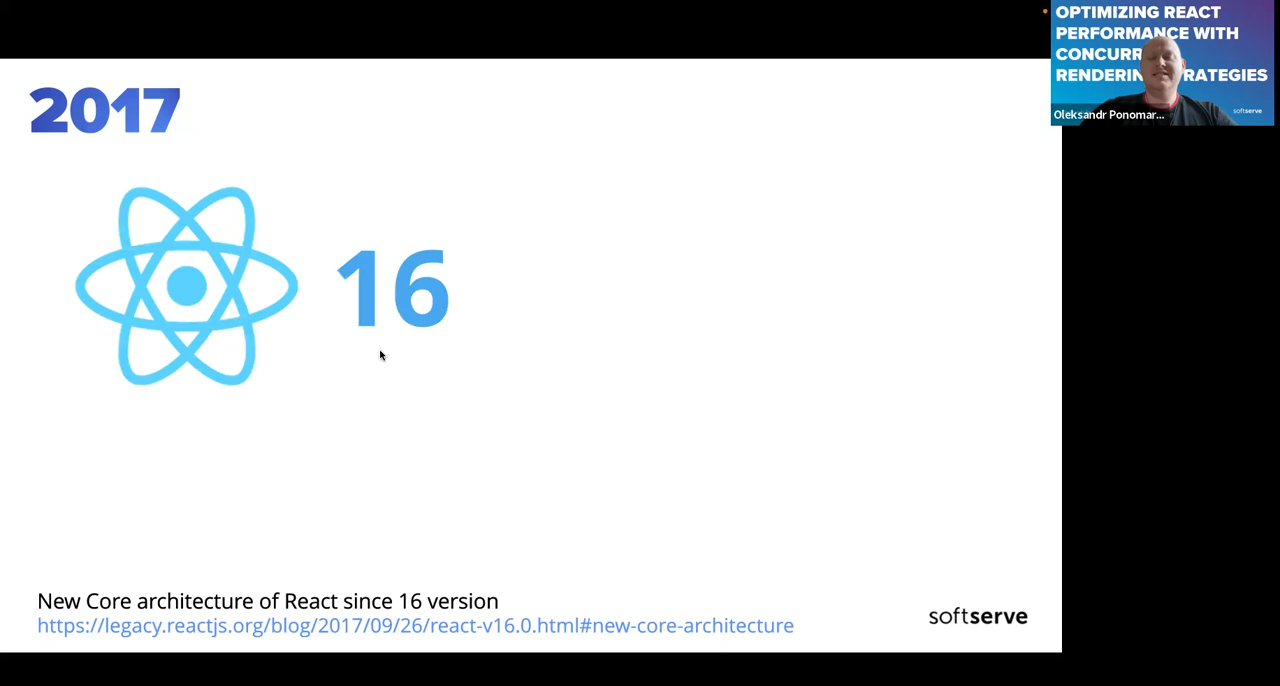 2017
16
New Core architecture of React since 16 version
https://legacy.reactjs.org/blog/2017/09/26/react-v16.0.html#new-core-architecture
softserve
OPTIMIZING REACT
PERFORMANCE WITH
CONCURR
RENDERIN RATEGIES
softserve
Oleksandr Ponomar...